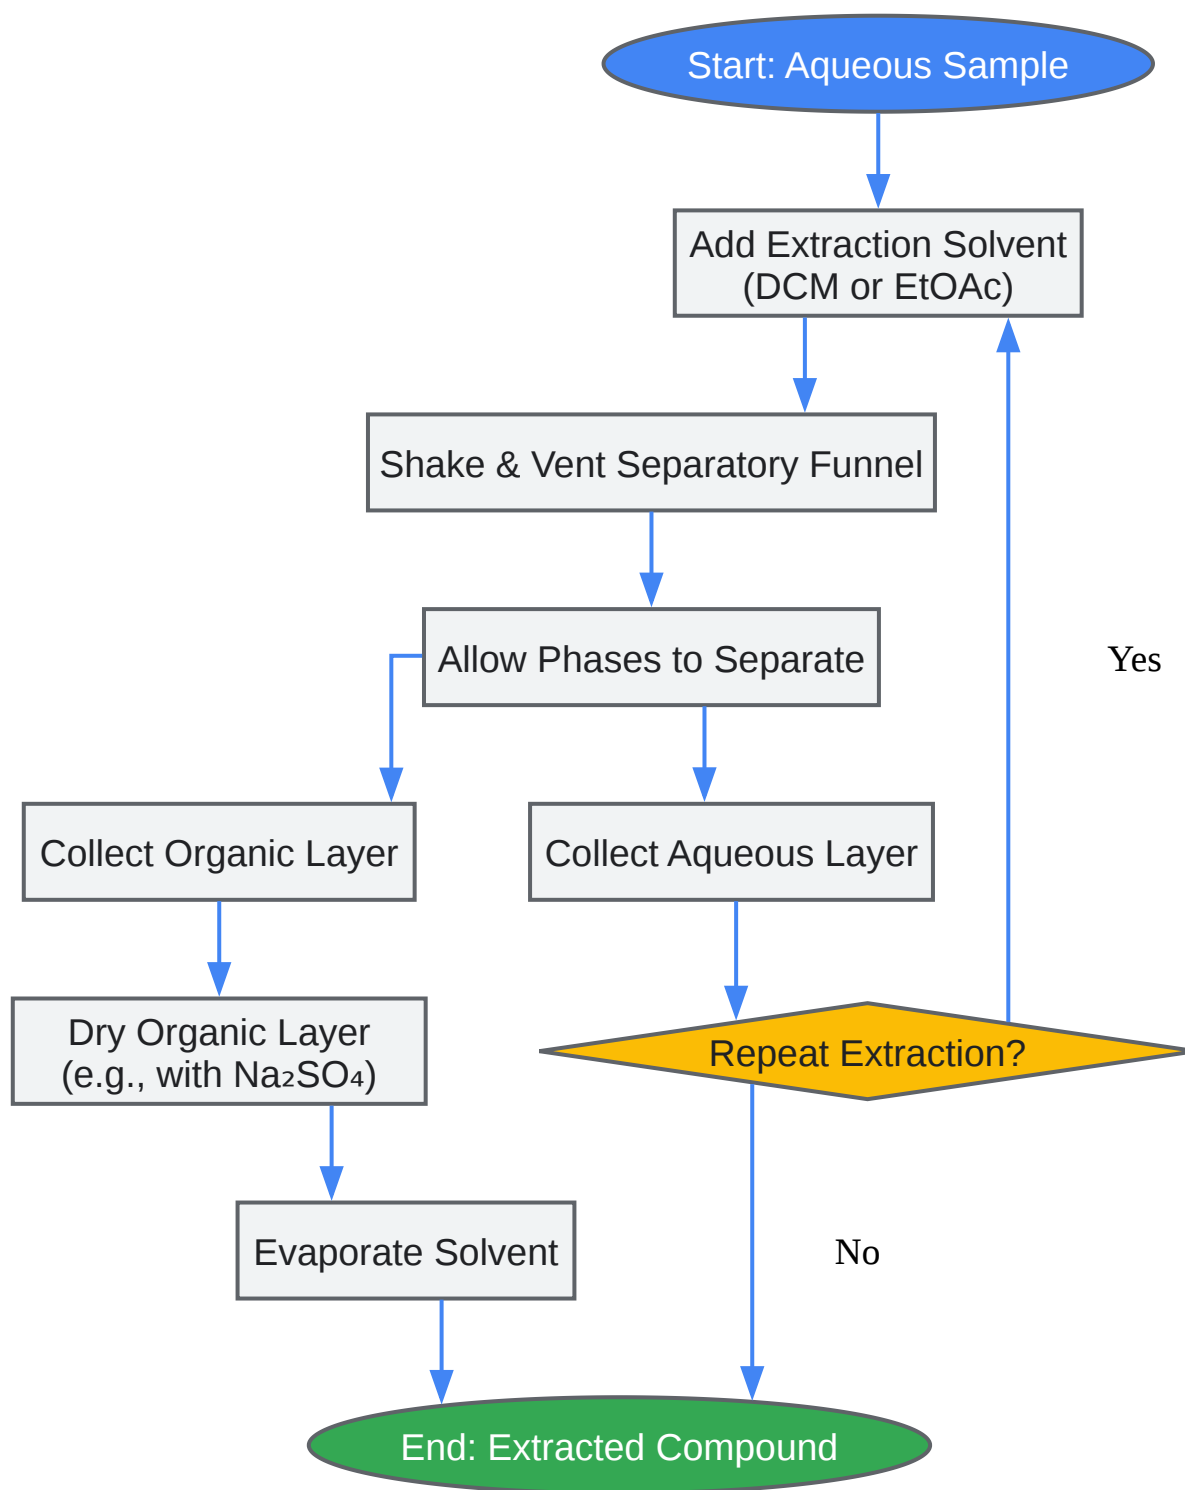 Start: Aqueous Sample
Add Extraction Solvent
(DCM or EtOAc)
Shake & Vent Separatory Funnel
Allow Phases to Separate
Yes
Collect Organic Layer
Collect Aqueous Layer
Dry Organic Layer
(e.g., with Na₂SO₄)
Repeat Extraction?
Evaporate Solvent
No
End: Extracted Compound